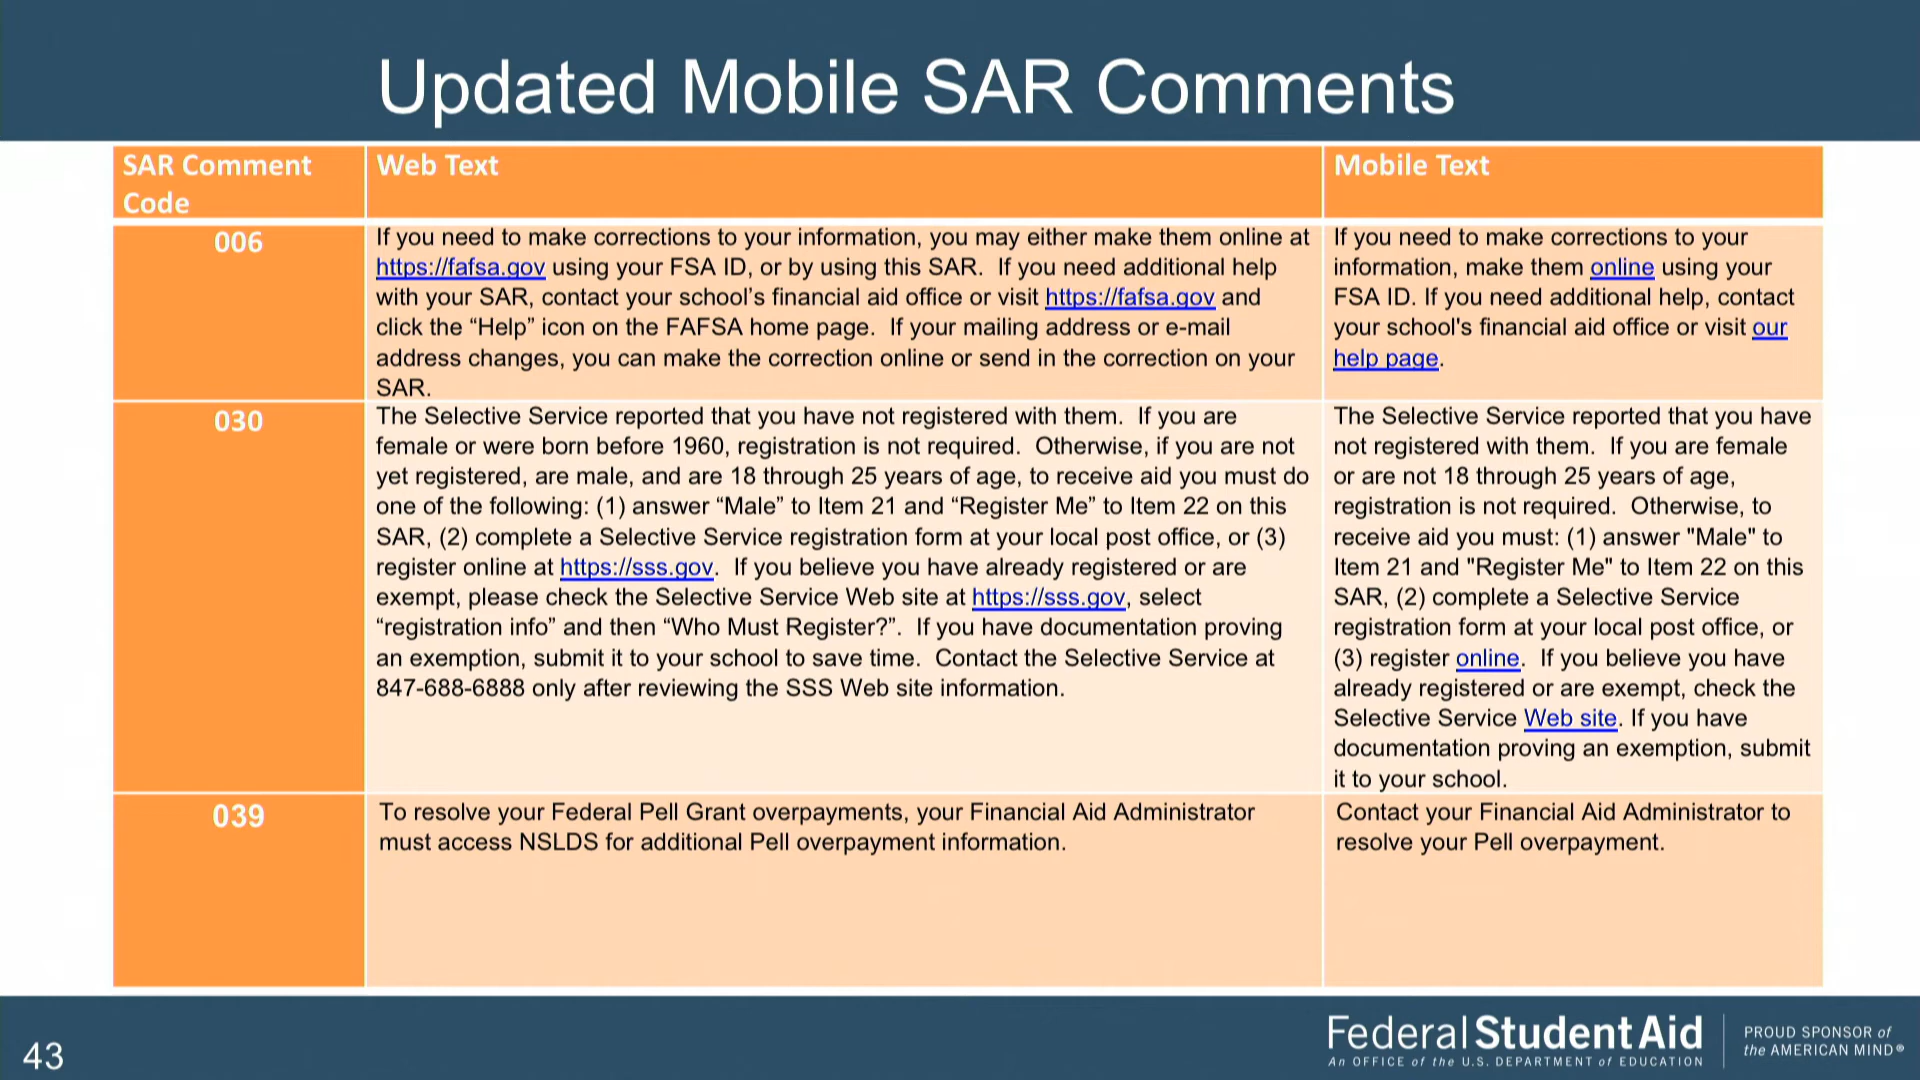 Updated Mobile SAR Comments
SAR Comment
Code
Web Text
Mobile Text
006
If you need to make corrections to your information, you may either make them online at
https://fafsa.gov using your FSA ID, or by using this SAR.  If you need additional help
with your SAR, contact your school’s financial aid office or visit https://fafsa.gov and
click the “Help” icon on the FAFSA home page.  If your mailing address or e-mail
address changes, you can make the correction online or send in the correction on your
SAR.
If you need to make corrections to your
information, make them online using your
FSA ID. If you need additional help, contact
your school's financial aid office or visit our
help page.
030
The Selective Service reported that you have not registered with them.  If you are
female or were born before 1960, registration is not required.  Otherwise, if you are not
yet registered, are male, and are 18 through 25 years of age, to receive aid you must do
one of the following: (1) answer “Male” to Item 21 and “Register Me” to Item 22 on this
SAR, (2) complete a Selective Service registration form at your local post office, or (3)
register online at https://sss.gov.  If you believe you have already registered or are
exempt, please check the Selective Service Web site at https://sss.gov, select
“registration info” and then “Who Must Register?”.  If you have documentation proving
an exemption, submit it to your school to save time.  Contact the Selective Service at
847-688-6888 only after reviewing the SSS Web site information.
The Selective Service reported that you have
not registered with them.  If you are female
or are not 18 through 25 years of age,
registration is not required.  Otherwise, to
receive aid you must: (1) answer "Male" to
Item 21 and "Register Me" to Item 22 on this
SAR, (2) complete a Selective Service
registration form at your local post office, or
(3) register online.  If you believe you have
already registered or are exempt, check the
Selective Service Web site. If you have
documentation proving an exemption, submit
it to your school.
039
To resolve your Federal Pell Grant overpayments, your Financial Aid Administrator
must access NSLDS for additional Pell overpayment information.
Contact your Financial Aid Administrator to
resolve your Pell overpayment.
43
Federal Student Aid
An OFFICE of the U.S. DEPARTMENT of EDUCATION
PROUD SPONSOR of
the AMERICAN MIND®